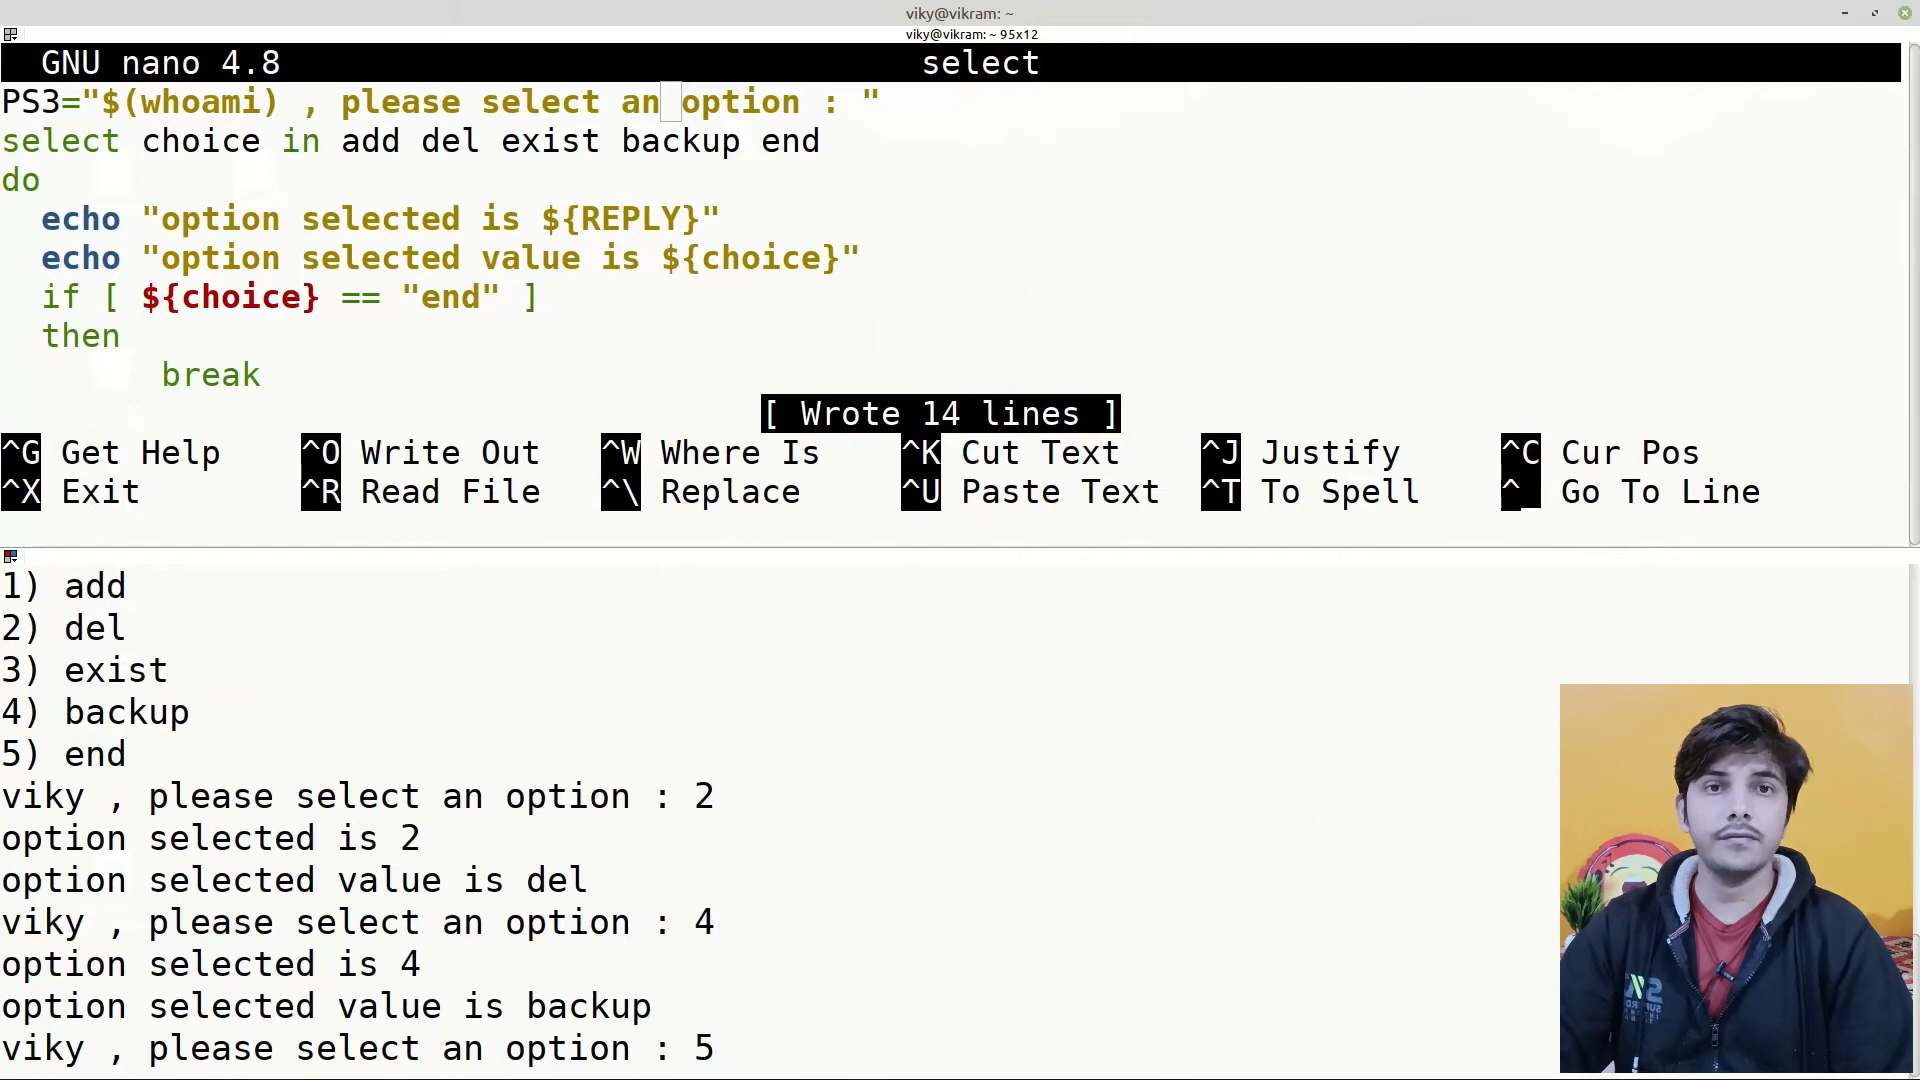 viky@vikram: ~
viky@vikram: ~ 95x12
GNU nano 4.8 select
PS3="$(whoami) , please select an option : "
select choice in add del exist backup end
do
echo "option selected is ${REPLY}"
echo "option selected value is ${choice}"
if [ ${choice} == "end" ]
then
break
[ Wrote 14 lines ]
^G Get Help ^O Write Out ^W Where Is ^K Cut Text ^J Justify ^C Cur Pos
^X Exit ^R Read File ^\ Replace ^U Paste Text ^T To Spell ^_ Go To Line
1) add
2) del
3) exist
4) backup
5) end
viky , please select an option : 2
option selected is 2
option selected value is del
viky , please select an option : 4
option selected is 4
option selected value is backup
viky , please select an option : 5